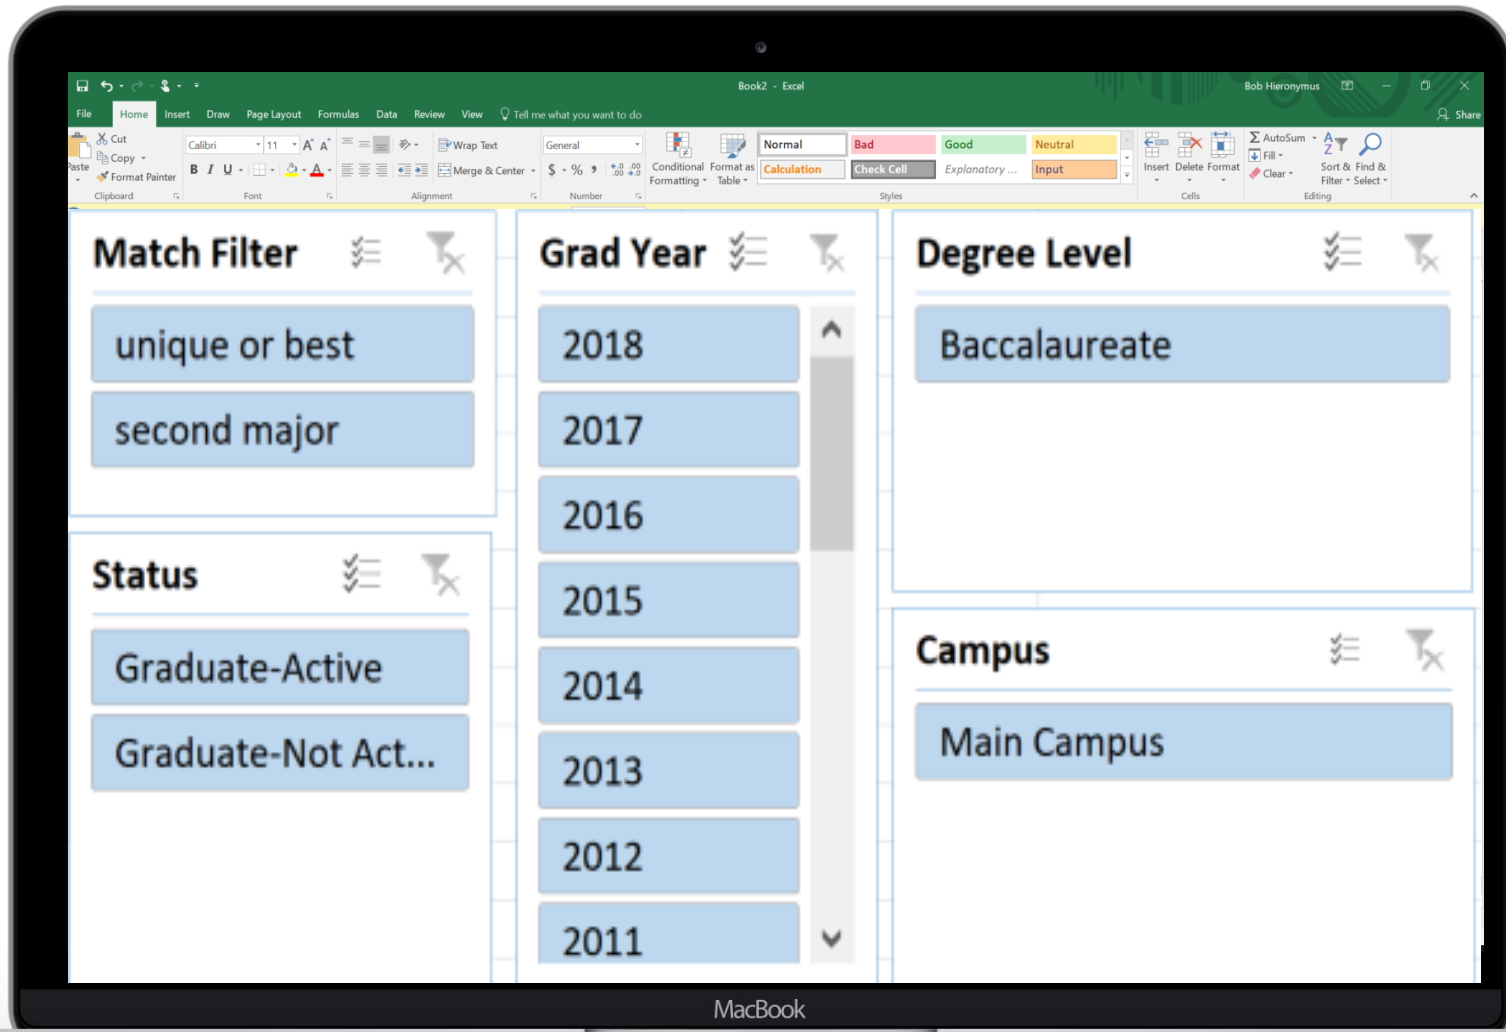 Book2 - Excel
Bob Hieronymus
File Home Insert Draw Page Layout Formulas Data Review View Tell me what you want to do
Share
Cut
Copy
Format Painter
Clipboard
Calibri 11 A A
B I U A
Font
Wrap Text
Merge & Center
Alignment
General
$ % , .0 .00 .00 .0
Number
Conditional Formatting
Format as Table
Normal Bad Good Neutral
Calculation Check Cell Explanatory ... Input
Styles
Insert Delete Format
Cells
AutoSum
Fill
Clear
Sort & Filter
Find & Select
Editing
Match Filter
unique or best
second major
Status
Graduate-Active
Graduate-Not Act...
Grad Year
2018
2017
2016
2015
2014
2013
2012
2011
Degree Level
Baccalaureate
Campus
Main Campus
MacBook